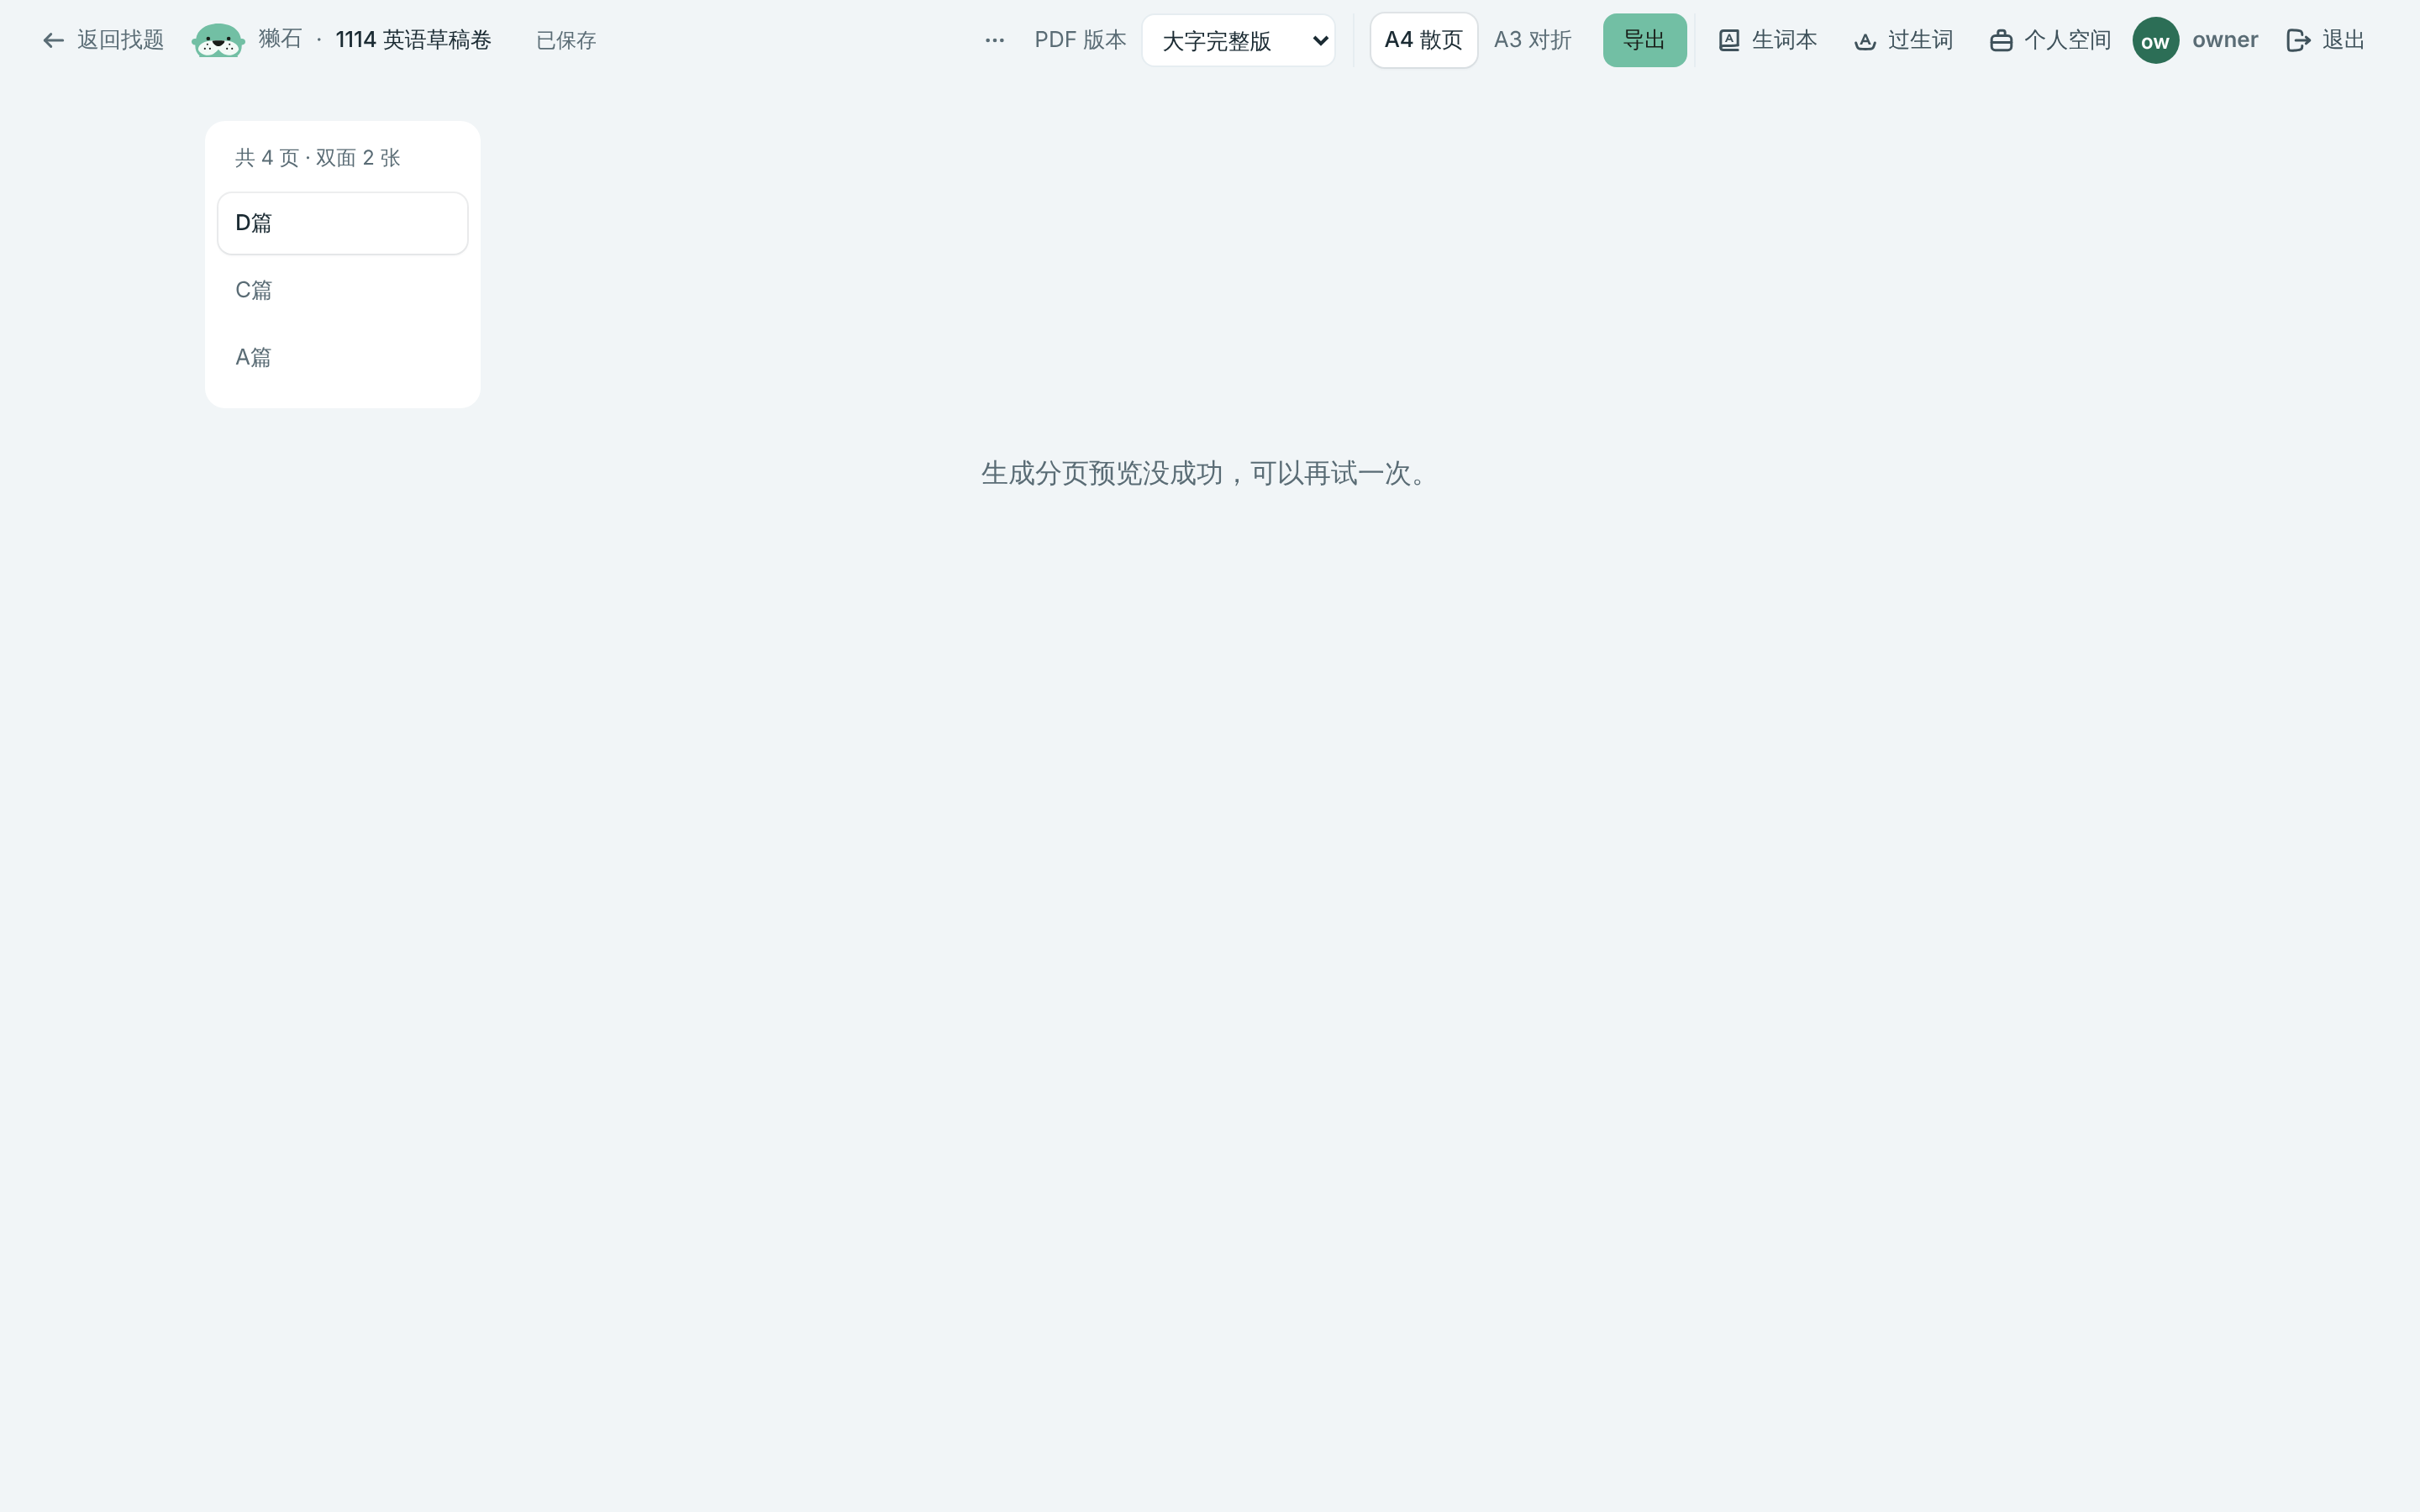 返回找题 獭石 · 1114 英语草稿卷 已保存 ··· PDF 版本 大字完整版 A4 散页 A3 对折 导出 生词本 过生词 个人空间 ow owner 退出
共 4 页 · 双面 2 张
D篇
C篇
A篇
生成分页预览没成功，可以再试一次。